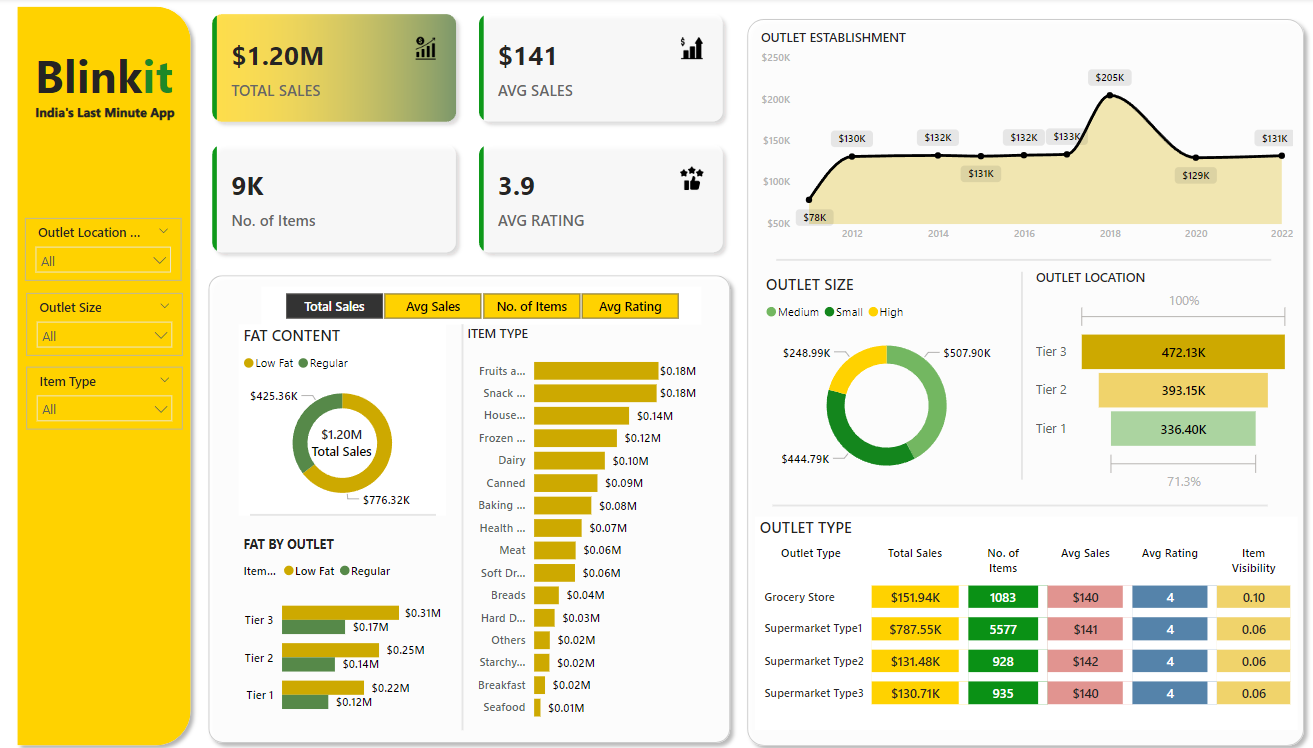 Blinkit
India's Last Minute App
Outlet Location ...
All
Outlet Size
All
Item Type
All
$1.20M
TOTAL SALES
$141
AVG SALES
9K
No. of Items
3.9
AVG RATING
Total Sales
Avg Sales
No. of Items
Avg Rating
FAT CONTENT
Low Fat Regular
$425.36K
$1.20M
Total Sales
$776.32K
FAT BY OUTLET
Item... Low Fat Regular
Tier 3 $0.31M
$0.17M
Tier 2 $0.25M
$0.14M
Tier 1 $0.22M
$0.12M
ITEM TYPE
Fruits a... $0.18M
Snack ... $0.18M
House... $0.14M
Frozen ... $0.12M
Dairy $0.10M
Canned $0.09M
Baking ... $0.08M
Health ... $0.07M
Meat $0.06M
Soft Dr... $0.06M
Breads $0.04M
Hard D... $0.03M
Others $0.02M
Starchy... $0.02M
Breakfast $0.02M
Seafood $0.01M
OUTLET ESTABLISHMENT
$250K
$200K
$150K
$100K
$50K
$78K
$130K
$132K
$131K
$132K
$133K
$205K
$129K
$131K
2012 2014 2016 2018 2020 2022
OUTLET SIZE
Medium Small High
$248.99K
$507.90K
$444.79K
OUTLET LOCATION
100%
Tier 3 472.13K
Tier 2 393.15K
Tier 1 336.40K
71.3%
OUTLET TYPE
Outlet Type Total Sales No. of Items Avg Sales Avg Rating Item Visibility
Grocery Store $151.94K 1083 $140 4 0.10
Supermarket Type1 $787.55K 5577 $141 4 0.06
Supermarket Type2 $131.48K 928 $142 4 0.06
Supermarket Type3 $130.71K 935 $140 4 0.06